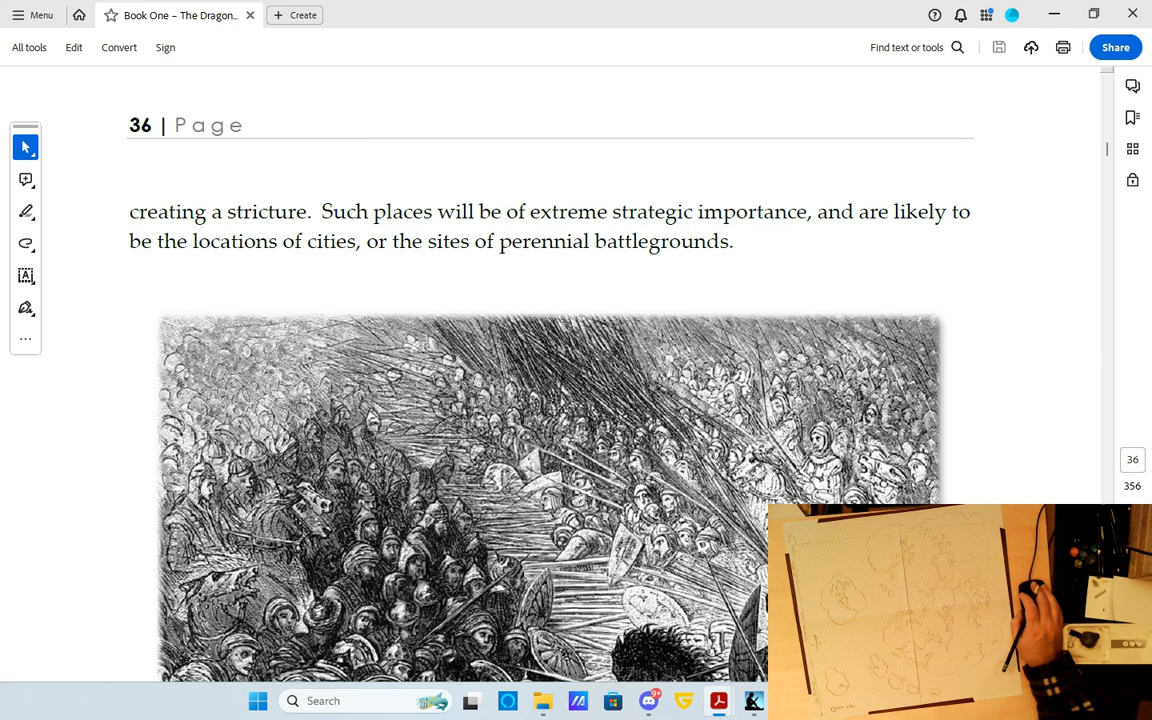 Menu
Book One – The Dragon...
Create
All tools
Edit
Convert
Sign
Find text or tools
Share
36 | Page
creating a stricture. Such places will be of extreme strategic importance, and are likely to
be the locations of cities, or the sites of perennial battlegrounds.
36
356
Search
9+